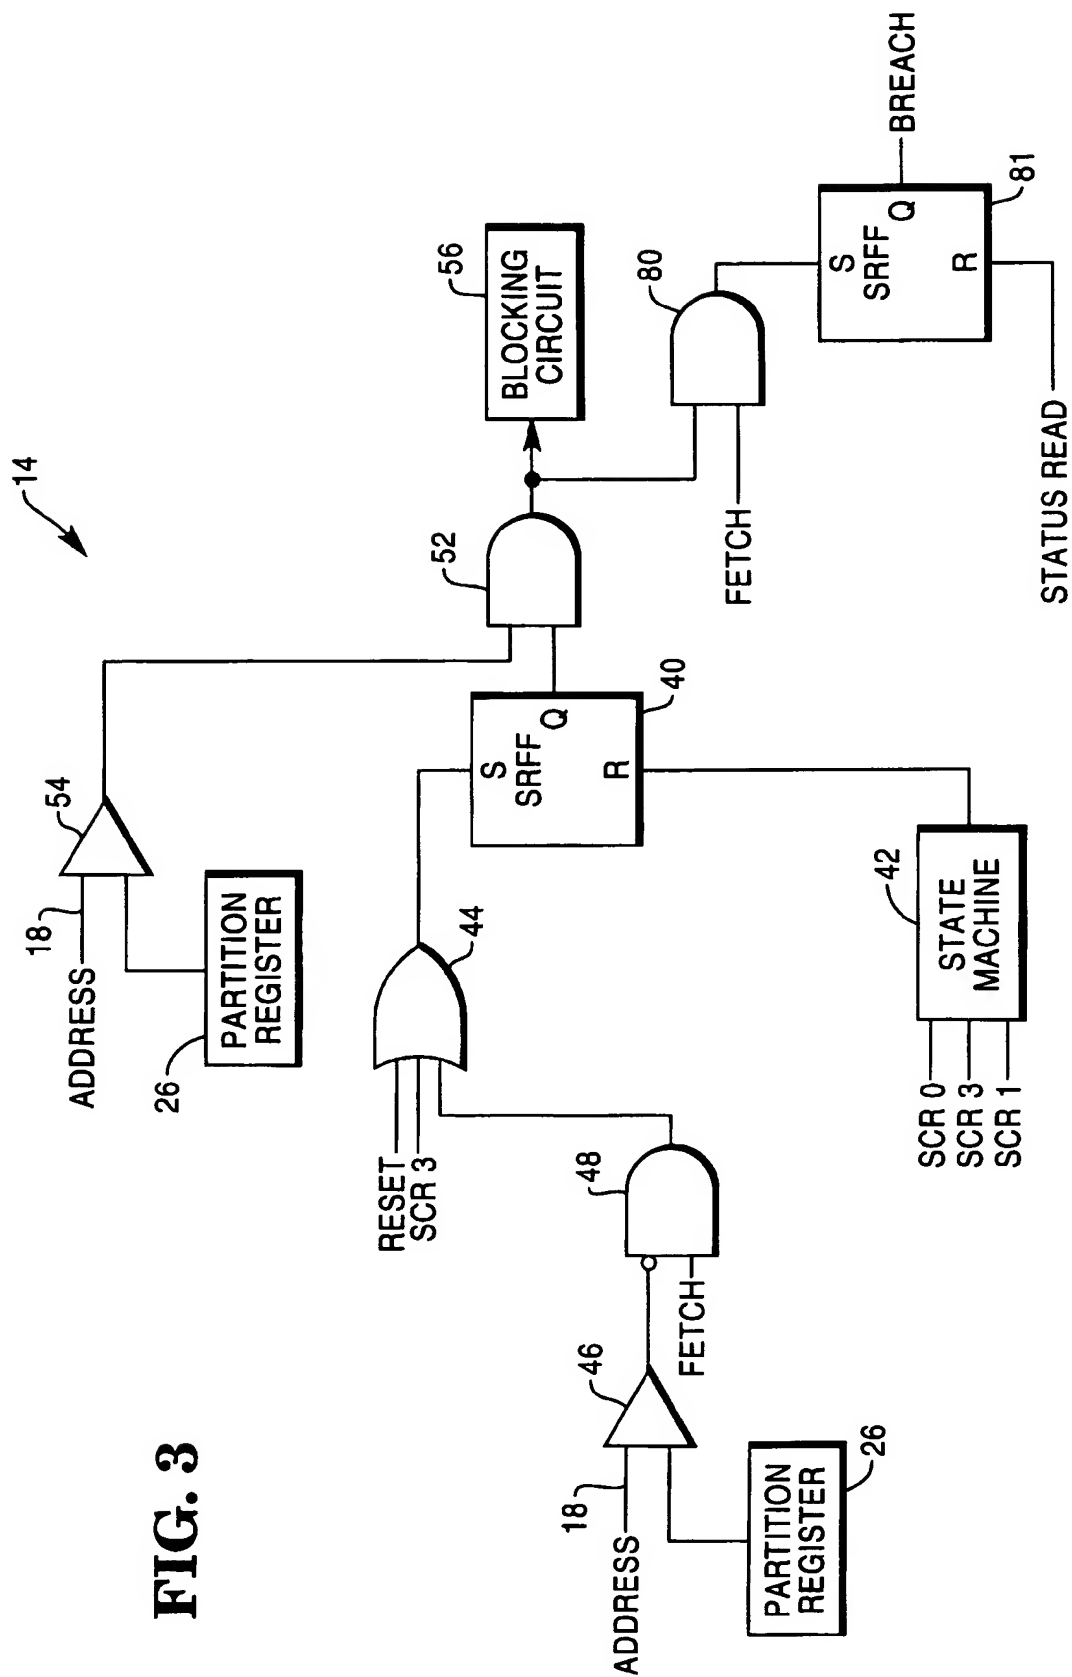 FIG. 3
14
ADDRESS
18
54
26
PARTITION
REGISTER
RESET
SCR 3
44
S
SRFF
Q
R
40
52
56
BLOCKING
CIRCUIT
ADDRESS
18
46
48
FETCH
PARTITION
REGISTER
26
SCR 0
SCR 3
SCR 1
42
STATE
MACHINE
FETCH
80
S
SRFF
Q
R
81
BREACH
STATUS READ